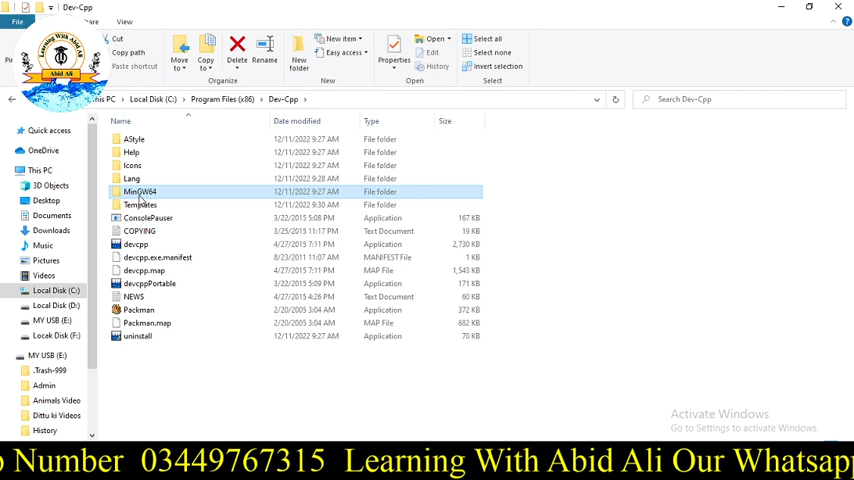 Dev-Cpp
File
Share
View
Cut
Copy path
Paste shortcut
Move to
Copy to
Delete
Rename
Organize
New folder
New item
Easy access
New
Properties
Open
Edit
History
Open
Select all
Select none
Invert selection
Select
Learning With Abid Ali
Abid Ali
This PC > Local Disk (C:) > Program Files (x86) > Dev-Cpp >
Search Dev-Cpp
Name Date modified Type Size
Quick access
OneDrive
This PC
3D Objects
Desktop
Documents
Downloads
Music
Pictures
Videos
Local Disk (C:)
Local Disk (D:)
MY USB (E:)
Locak Disk (F:)
MY USB (E:)
.Trash-999
Admin
Animals Video
Dittu ki Videos
History
AStyle 12/11/2022 9:27 AM File folder
Help 12/11/2022 9:27 AM File folder
Icons 12/11/2022 9:27 AM File folder
Lang 12/11/2022 9:28 AM File folder
MinGW64 12/11/2022 9:27 AM File folder
Templates 12/11/2022 9:30 AM File folder
ConsolePauser 3/22/2015 5:08 PM Application 167 KB
COPYING 3/25/2015 11:17 PM Text Document 19 KB
devcpp 4/27/2015 7:11 PM Application 2,730 KB
devcpp.exe.manifest 8/23/2011 11:07 AM MANIFEST File 1 KB
devcpp.map 4/27/2015 7:11 PM MAP File 1,543 KB
devcppPortable 3/22/2015 5:09 PM Application 171 KB
NEWS 4/27/2015 4:26 PM Text Document 60 KB
Packman 2/20/2005 3:04 AM Application 372 KB
Packman.map 2/20/2005 3:04 AM MAP File 682 KB
uninstall 12/11/2022 9:27 AM Application 70 KB
Activate Windows
Go to Settings to activate Windows.
o Number 03449767315 Learning With Abid Ali Our Whatsapp